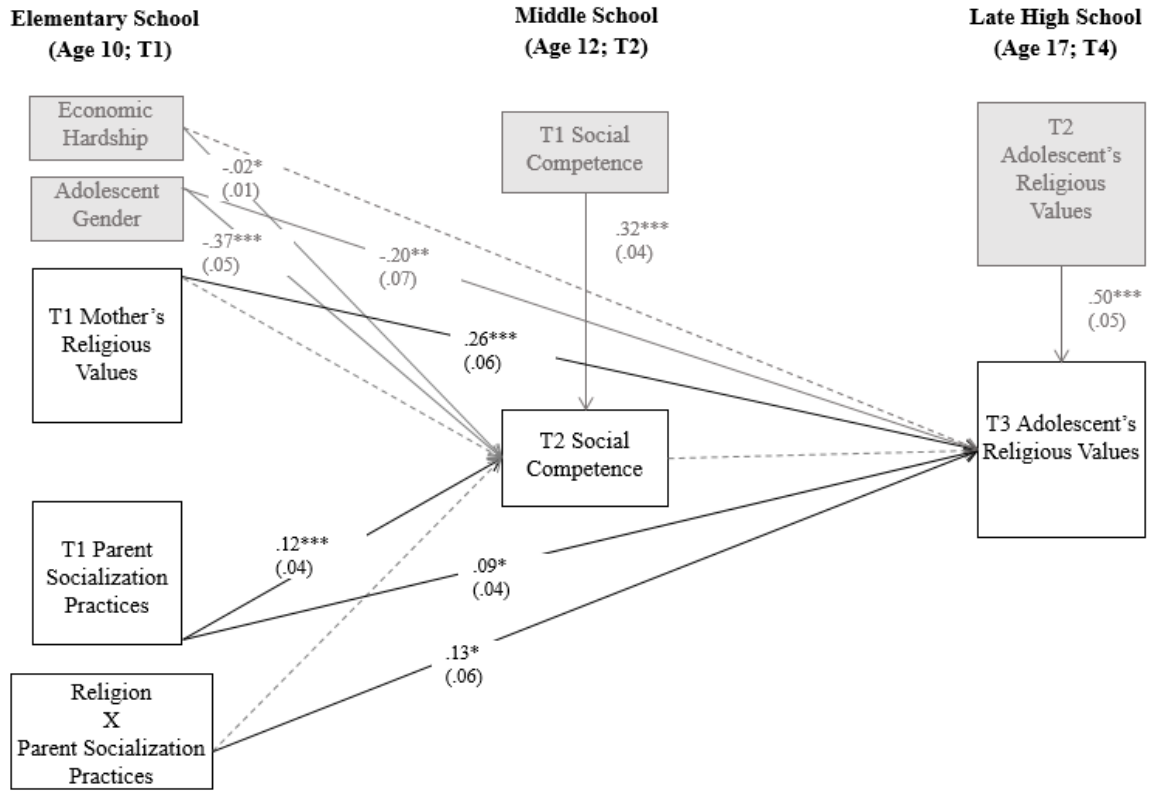 Elementary School
(Age 10; T1)
Middle School
(Age 12; T2)
Late High School
(Age 17; T4)
Economic
Hardship
Adolescent
Gender
T1 Mother's
Religious
Values
T1 Parent
Socialization
Practices
Religion
X
Parent Socialization
Practices
-.02*
(.01)
-.37***
(.05)
-.20**
(.07)
.26***
(.06)
.12***
(.04)
.09*
(.04)
.13*
(.06)
T1 Social
Competence
.32***
(.04)
T2 Social
Competence
T2
Adolescent's
Religious
Values
.50***
(.05)
T3 Adolescent's
Religious Values